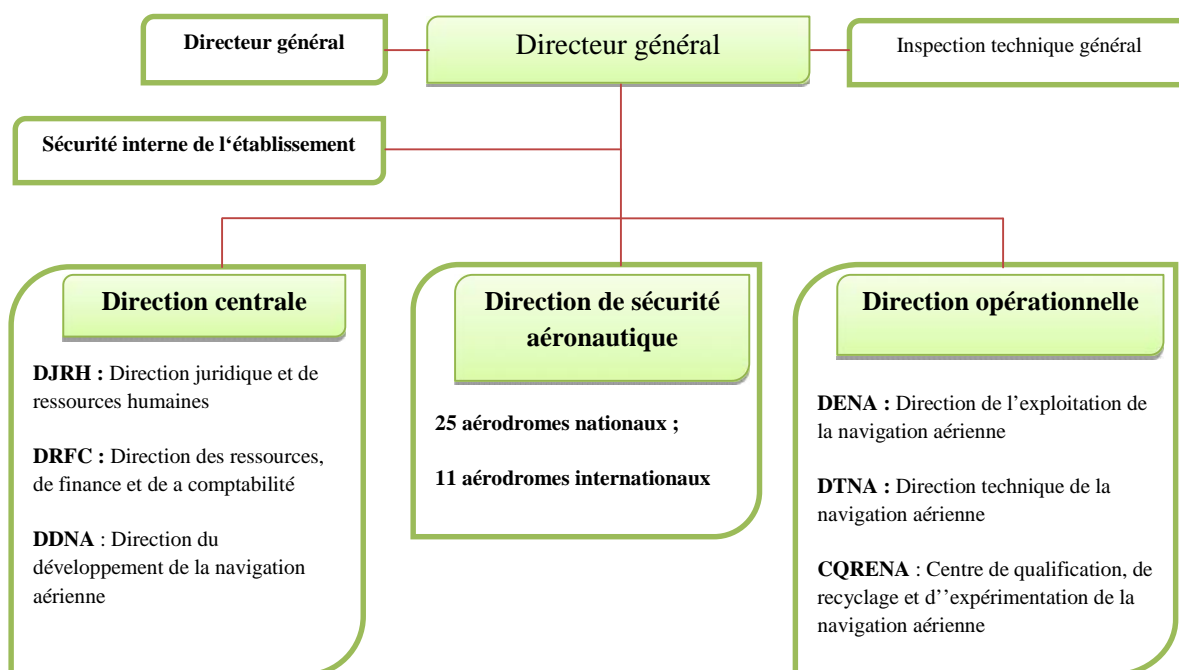 Directeur général
Directeur général
Inspection technique général
Sécurité interne de l‘établissement
Direction centrale
DJRH : Direction juridique et de
ressources humaines
DRFC : Direction des ressources,
de finance et de a comptabilité
DDNA : Direction du
développement de la navigation
aérienne
Direction de sécurité
aéronautique
25 aérodromes nationaux ;
11 aérodromes internationaux
Direction opérationnelle
DENA : Direction de l’exploitation de
la navigation aérienne
DTNA : Direction technique de la
navigation aérienne
CQRENA : Centre de qualification, de
recyclage et d’’expérimentation de la
navigation aérienne